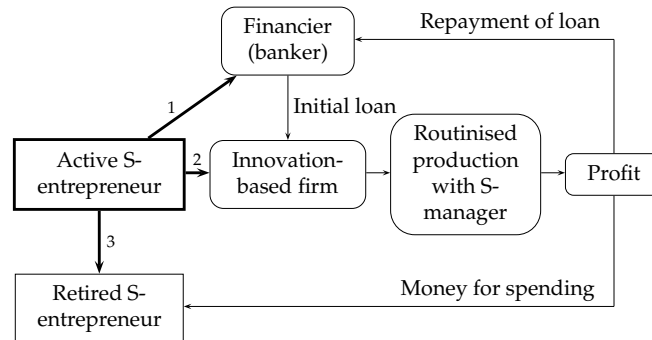 Financier
(banker)
Repayment of loan
1
Initial loan
Active S-
entrepreneur
2
Innovation-
based firm
Routinised
production
with S-
manager
Profit
3
Retired S-
entrepreneur
Money for spending